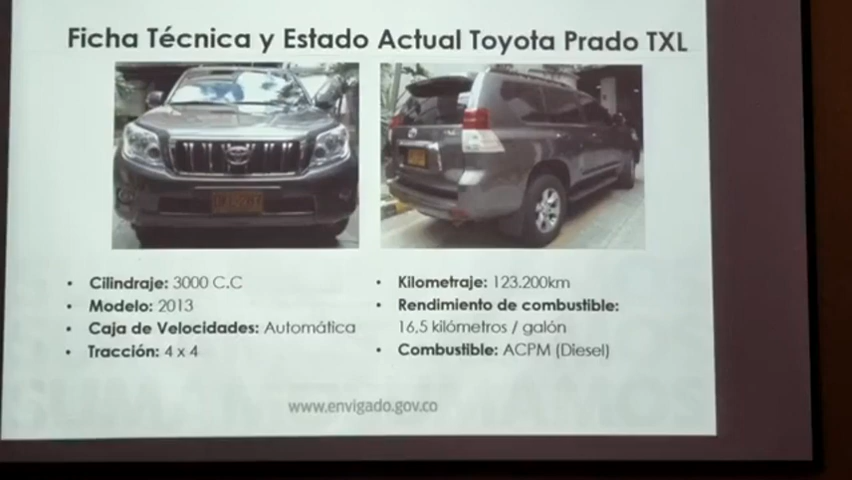 Ficha Técnica y Estado Actual Toyota Prado TXL
• Cilindraje: 3000 C.C
• Modelo: 2013
• Caja de Velocidades: Automática
• Tracción: 4 x 4
• Kilometraje: 123.200km
• Rendimiento de combustible:
16,5 kilómetros / galón
• Combustible: ACPM (Diesel)
www.envigado.gov.co